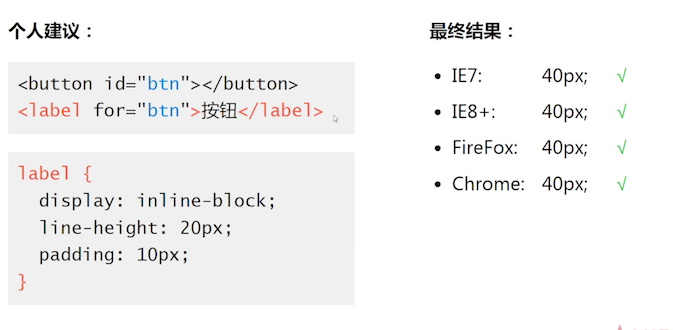 个人建议：
<button id="btn"></button>
<label for="btn">按钮</label>
label {
display: inline-block;
line-height: 20px;
padding: 10px;
}
最终结果：
• IE7: 40px; √
• IE8+: 40px; √
• FireFox: 40px; √
• Chrome: 40px; √